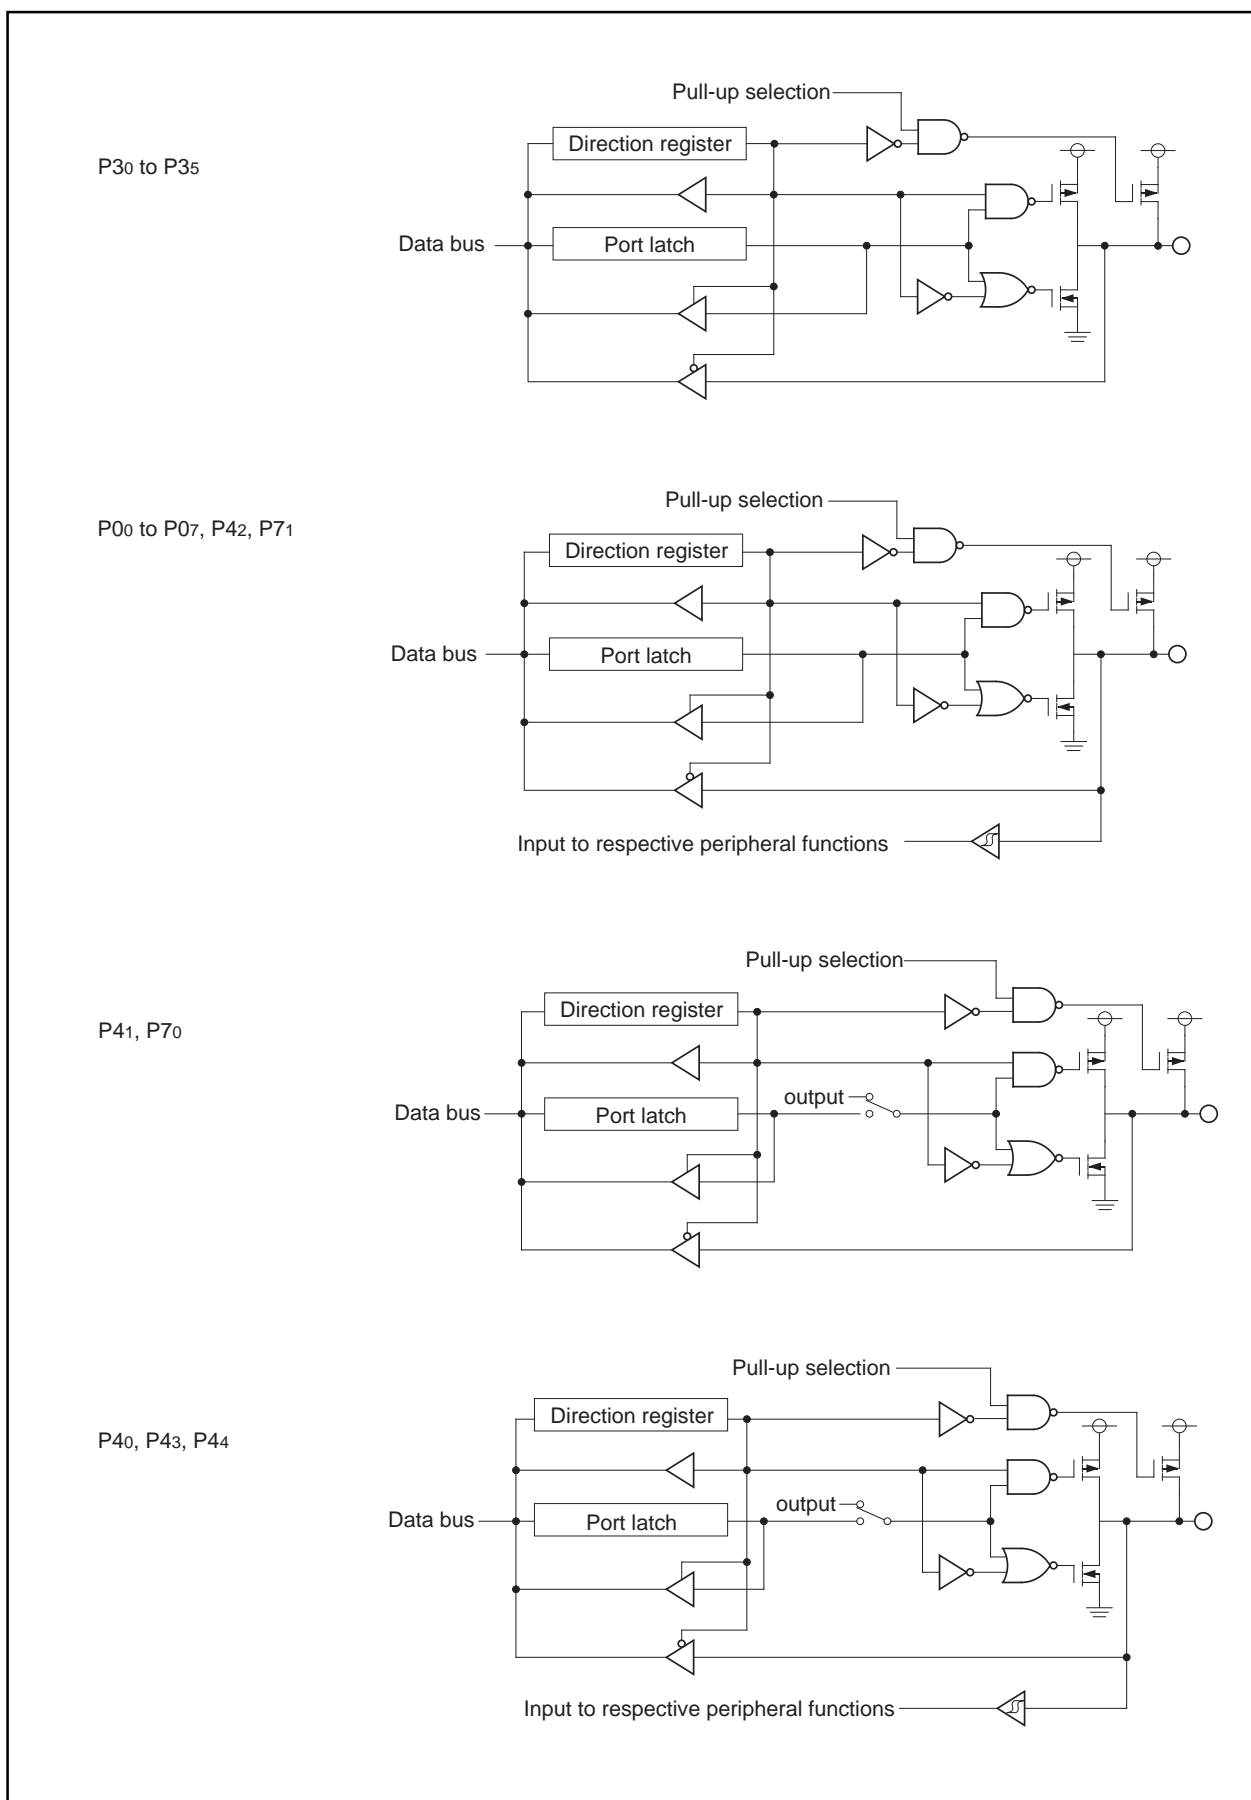 Pull-up selection
Direction register
P30 to P35
Data bus
Port latch
Pull-up selection
P00 to P07, P42, P71
Direction register
Data bus
Port latch
Input to respective peripheral functions
Pull-up selection
Direction register
P41, P70
output
Data bus
Port latch
Pull-up selection
Direction register
P40, P43, P44
output
Data bus
Port latch
Input to respective peripheral functions